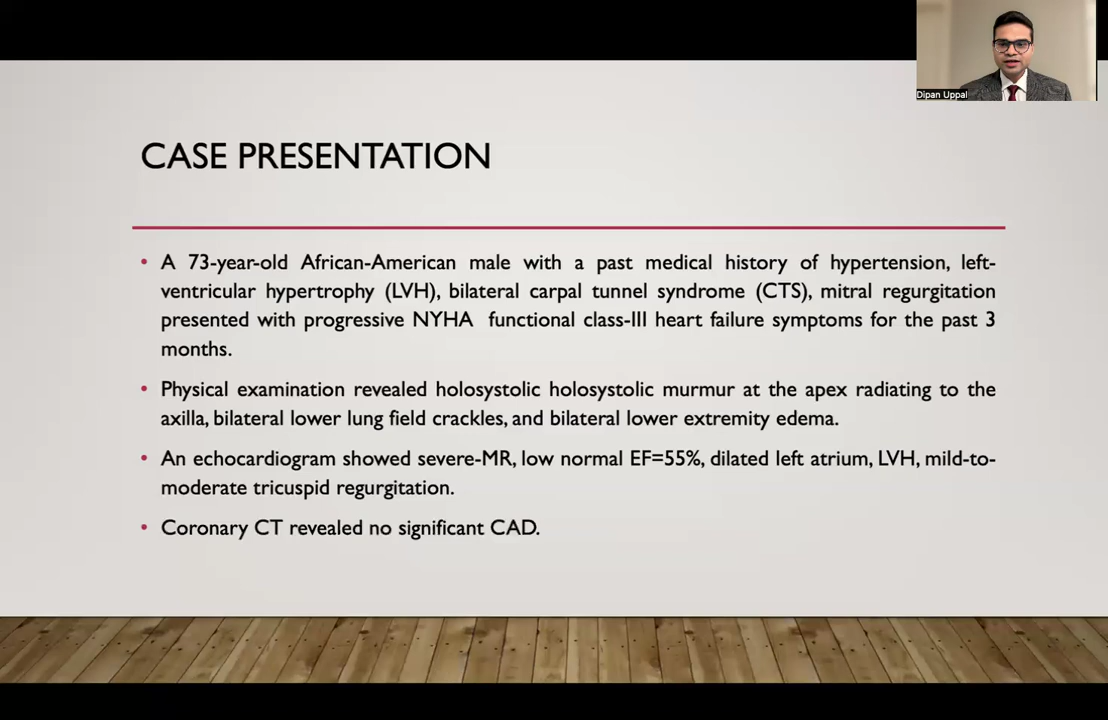 Dipan Uppal
CASE PRESENTATION
• A 73-year-old African-American male with a past medical history of hypertension, left-
ventricular hypertrophy (LVH), bilateral carpal tunnel syndrome (CTS), mitral regurgitation
presented with progressive NYHA functional class-III heart failure symptoms for the past 3
months.
• Physical examination revealed holosystolic holosystolic murmur at the apex radiating to the
axilla, bilateral lower lung field crackles, and bilateral lower extremity edema.
• An echocardiogram showed severe-MR, low normal EF=55%, dilated left atrium, LVH, mild-to-
moderate tricuspid regurgitation.
• Coronary CT revealed no significant CAD.